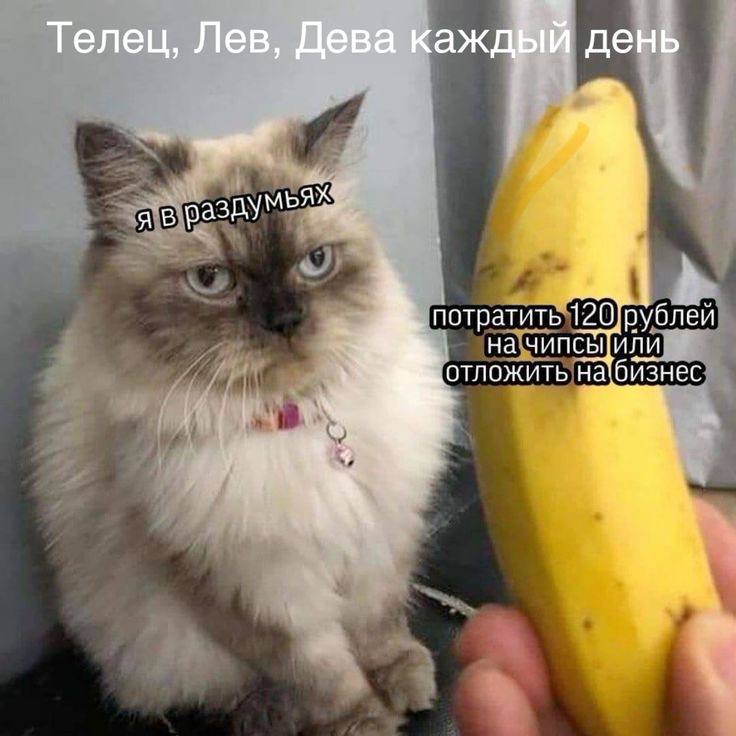 Телец, Лев, Дева каждый день
я в раздумьях
потратить 120 рублей
на чипсы или
отложить на бизнес